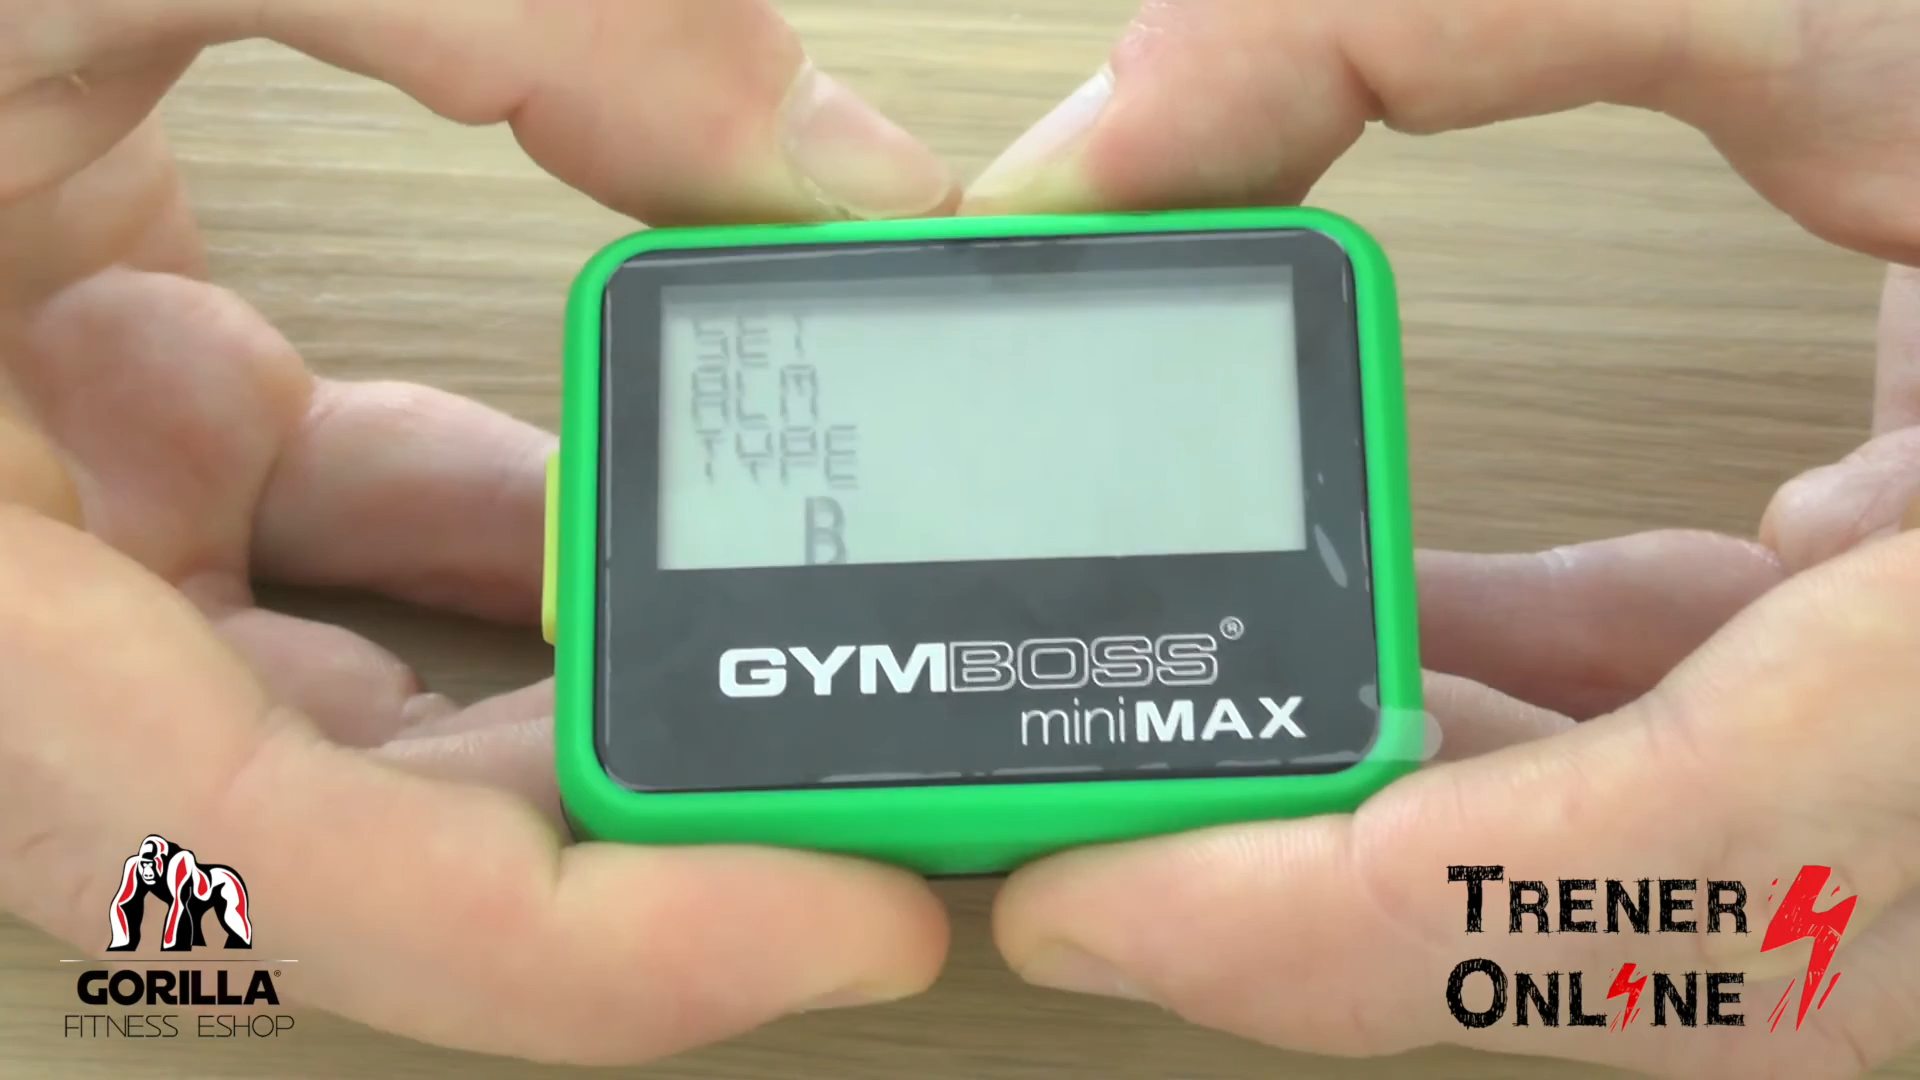 SET
ALM
TYPE
B
GYMBOSS®
miniMAX
GORILLA®
FITNESS ESHOP
TRENER
ONLINE